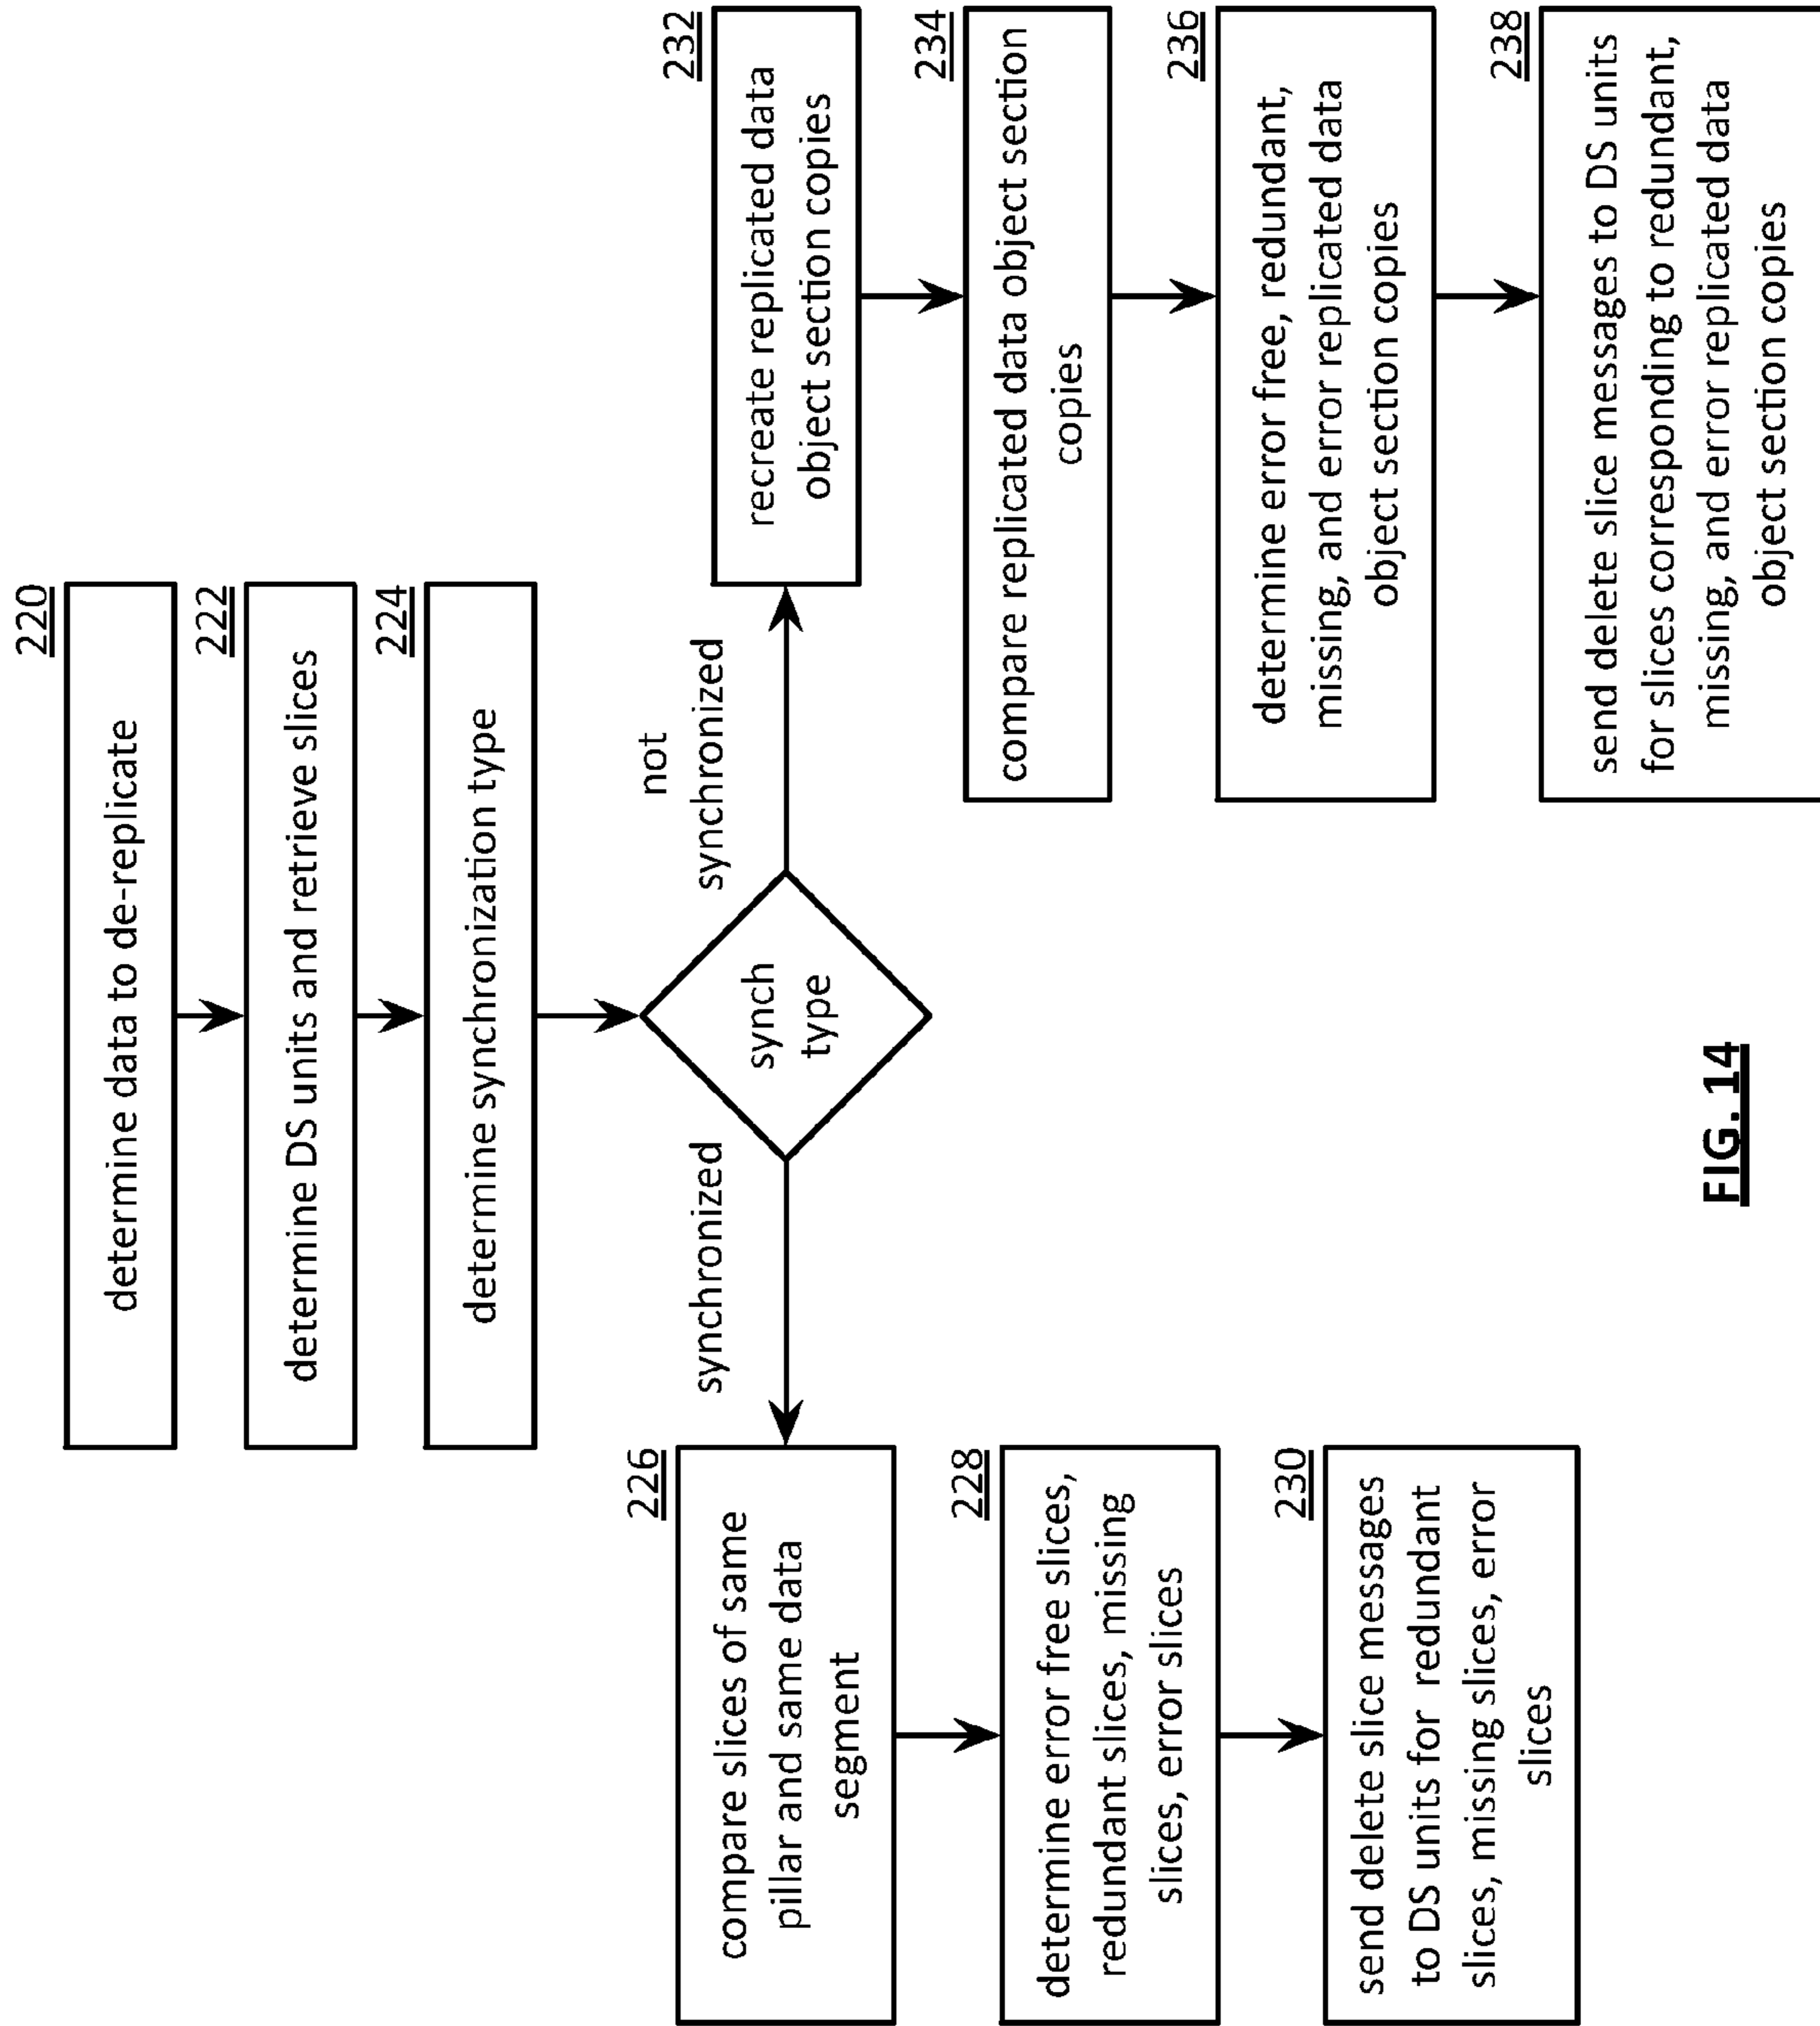 220
determine data to de-replicate
222
determine DS units and retrieve slices
224
determine synchronization type
synch
type
synchronized
not
synchronized
226
compare slices of same
pillar and same data
segment
228
determine error free slices,
redundant slices, missing
slices, error slices
230
send delete slice messages
to DS units for redundant
slices, missing slices, error
slices
232
recreate replicated data
object section copies
234
compare replicated data object section
copies
236
determine error free, redundant,
missing, and error replicated data
object section copies
238
send delete slice messages to DS units
for slices corresponding to redundant,
missing, and error replicated data
object section copies
FIG. 14